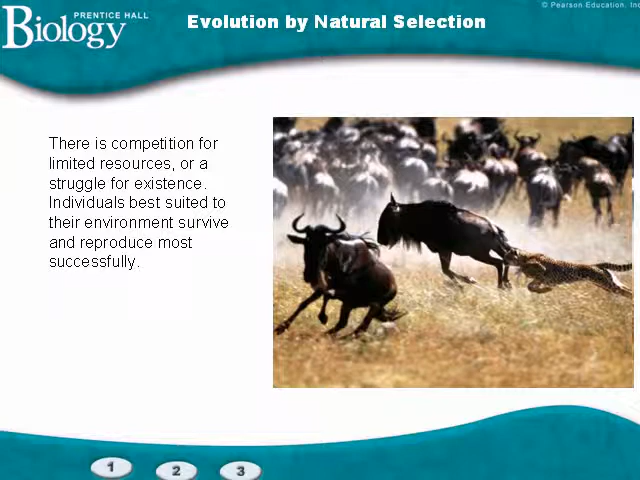 PRENTICE HALL
Biology
Evolution by Natural Selection
© Pearson Education, Inc
There is competition for
limited resources, or a
struggle for existence.
Individuals best suited to
their environment survive
and reproduce most
successfully.
1
2
3